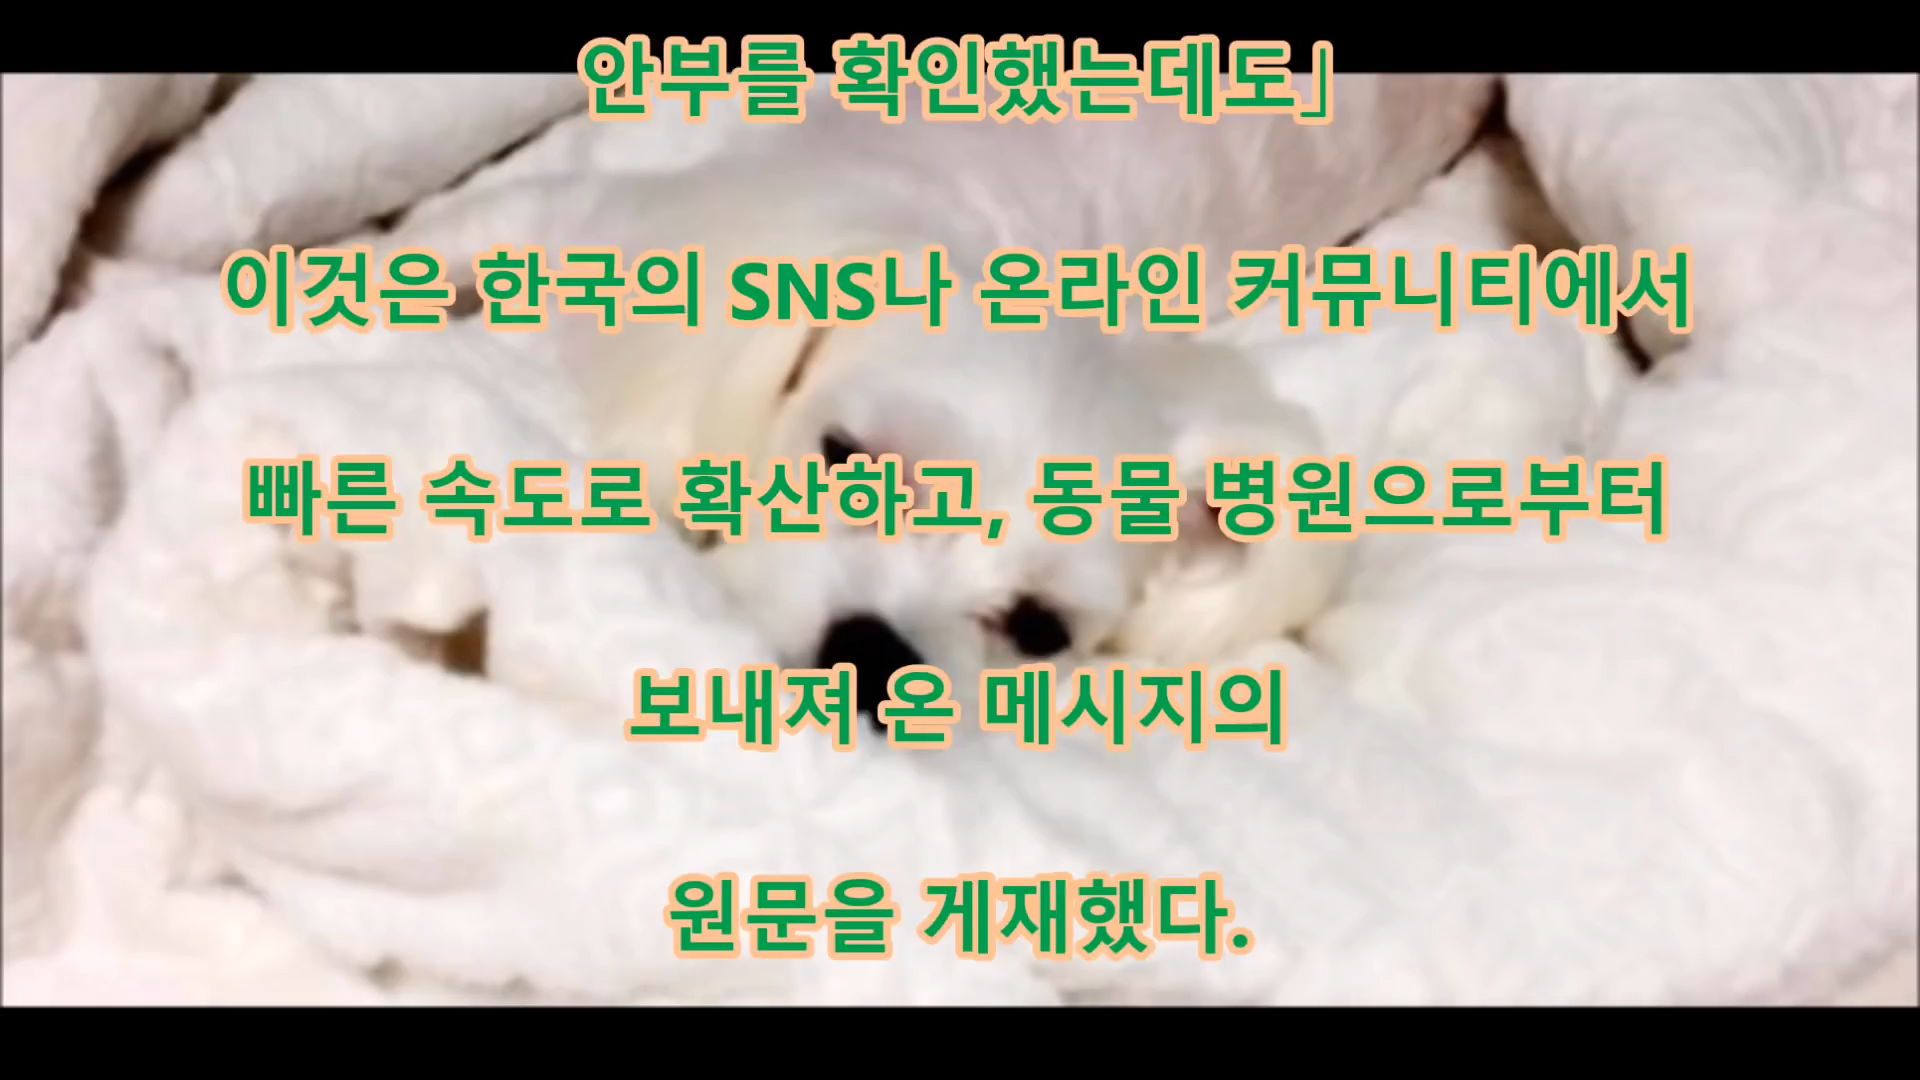 안부를 확인했는데도」
이것은 한국의 SNS나 온라인 커뮤니티에서
빠른 속도로 확산하고, 동물 병원으로부터
보내져 온 메시지의
원문을 게재했다.